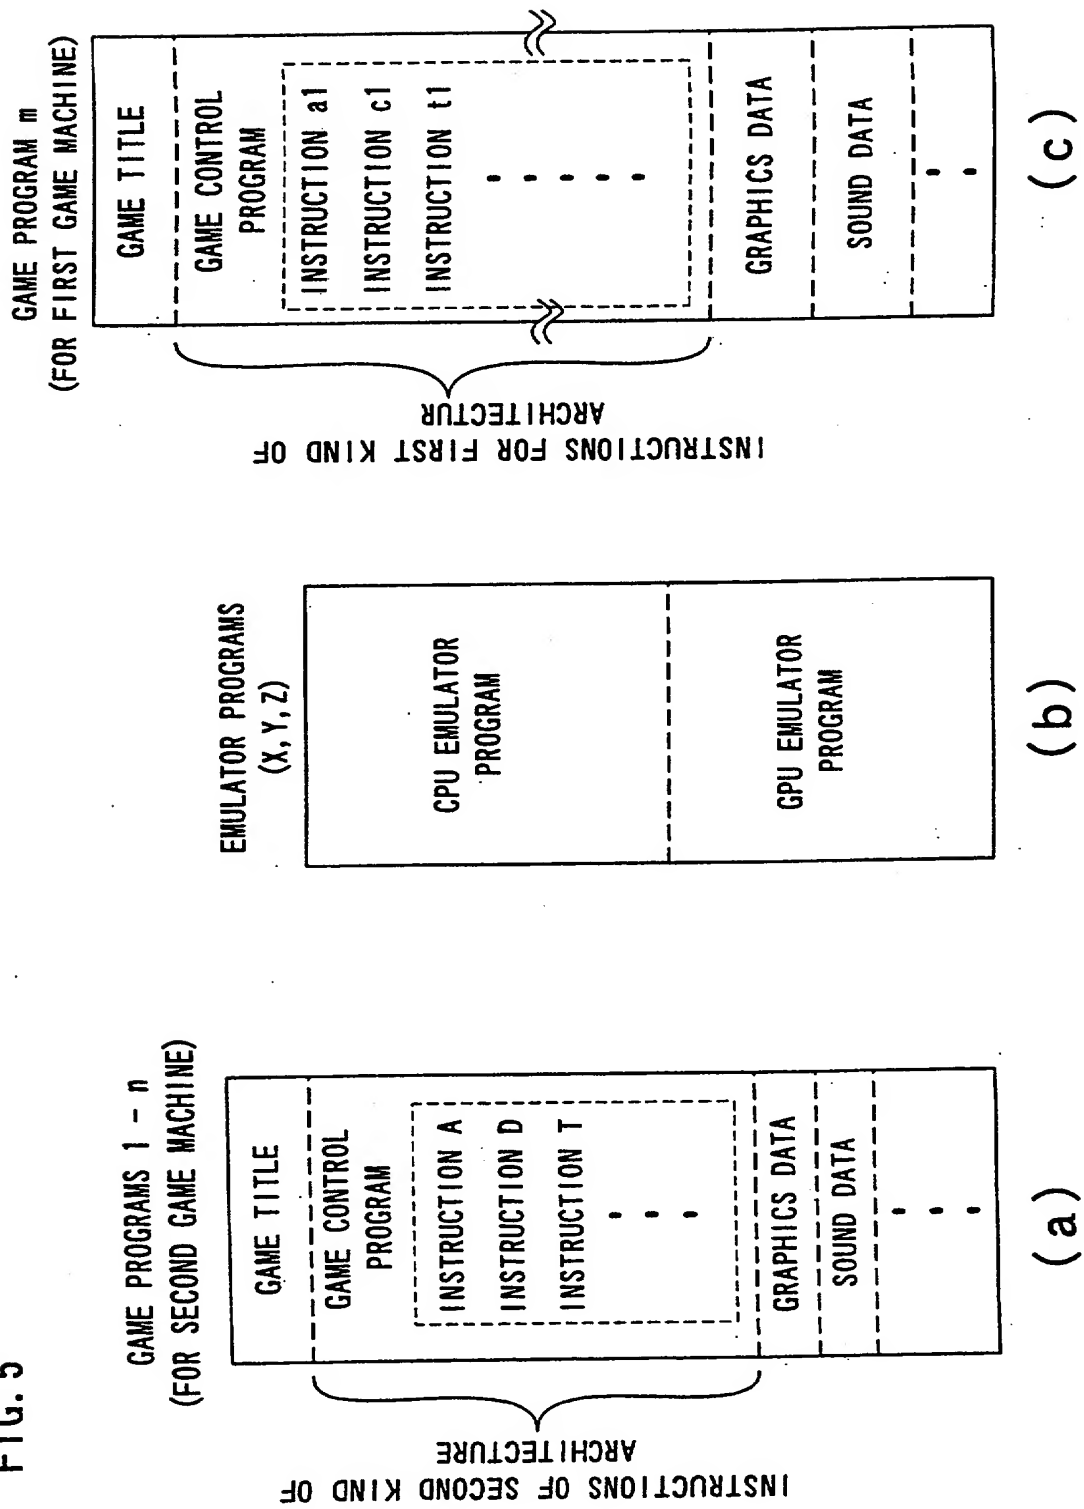 FIG. 5
GAME PROGRAMS 1 - n
(FOR SECOND GAME MACHINE)
GAME TITLE
GAME CONTROL
PROGRAM
INSTRUCTION A
INSTRUCTION D
INSTRUCTION T
GRAPHICS DATA
SOUND DATA
INSTRUCTIONS OF SECOND KIND OF
ARCHITECTURE
(a)
EMULATOR PROGRAMS
(X, Y, Z)
CPU EMULATOR
PROGRAM
GPU EMULATOR
PROGRAM
(b)
GAME PROGRAM m
(FOR FIRST GAME MACHINE)
GAME TITLE
GAME CONTROL
PROGRAM
INSTRUCTION a1
INSTRUCTION c1
INSTRUCTION t1
GRAPHICS DATA
SOUND DATA
INSTRUCTIONS FOR FIRST KIND OF
ARCHITECTUR
(c)